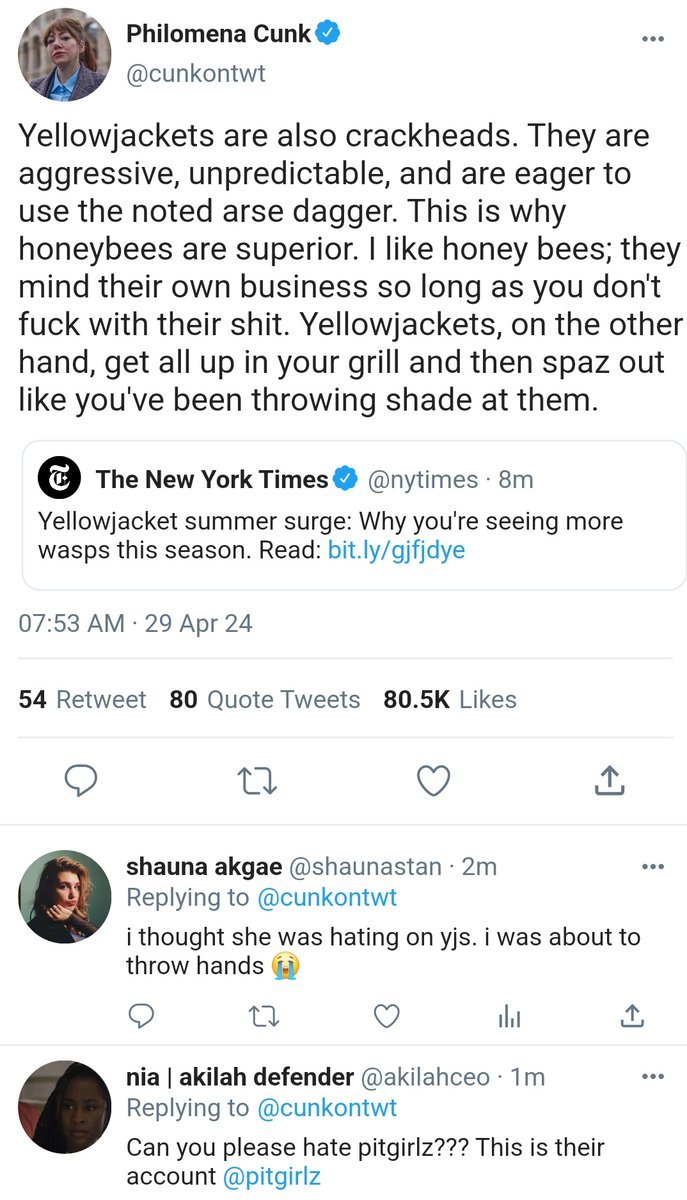 Philomena Cunk
@cunkontwt
Yellowjackets are also crackheads. They are
aggressive, unpredictable, and are eager to
use the noted arse dagger. This is why
honeybees are superior. I like honey bees; they
mind their own business so long as you don't
fuck with their shit. Yellowjackets, on the other
hand, get all up in your grill and then spaz out
like you've been throwing shade at them.
The New York Times @nytimes · 8m
Yellowjacket summer surge: Why you're seeing more
wasps this season. Read: bit.ly/gjfjdye
07:53 AM · 29 Apr 24
54 Retweet 80 Quote Tweets 80.5K Likes
shauna akgae @shaunastan · 2m
Replying to @cunkontwt
i thought she was hating on yjs. i was about to
throw hands 😭
nia | akilah defender @akilahceo · 1m
Replying to @cunkontwt
Can you please hate pitgirlz??? This is their
account @pitgirlz